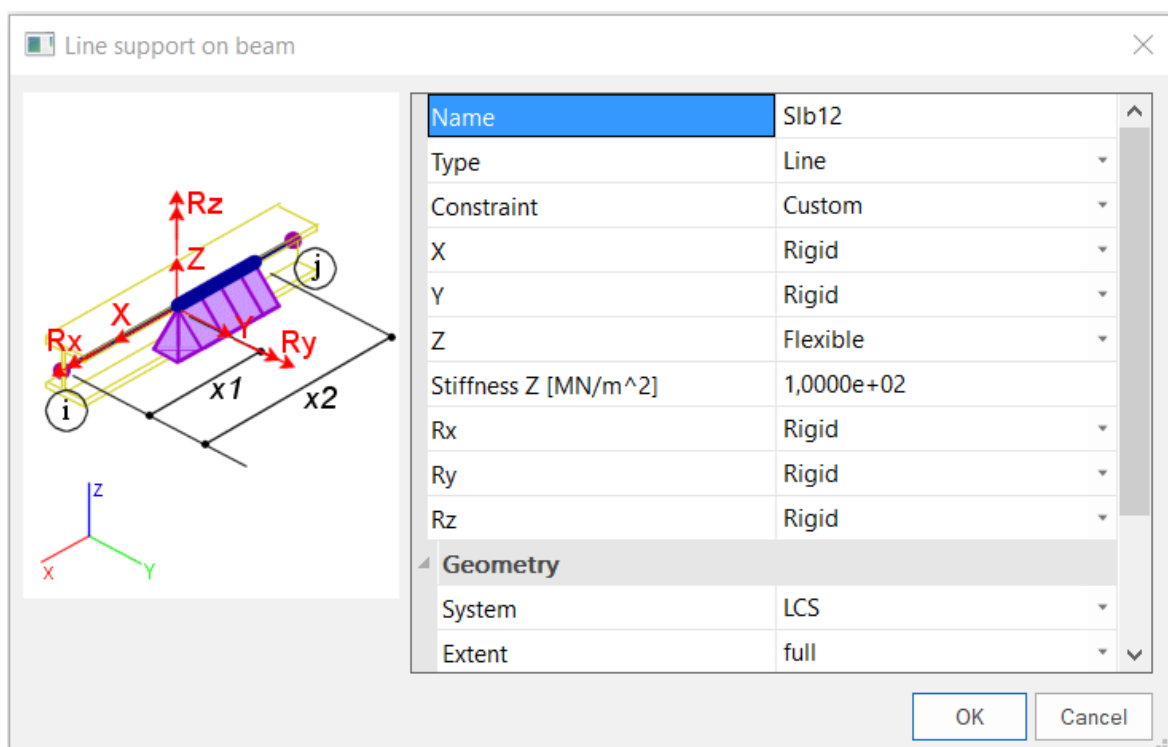 Line support on beam
Name Slb12
Type Line
Constraint Custom
X Rigid
Y Rigid
Z Flexible
Stiffness Z [MN/m^2] 1,0000e+02
Rx Rigid
Ry Rigid
Rz Rigid
Geometry
System LCS
Extent full
Rz
Z
j
X
Y
Rx
Ry
i
x1
x2
Z
X
Y
OK Cancel